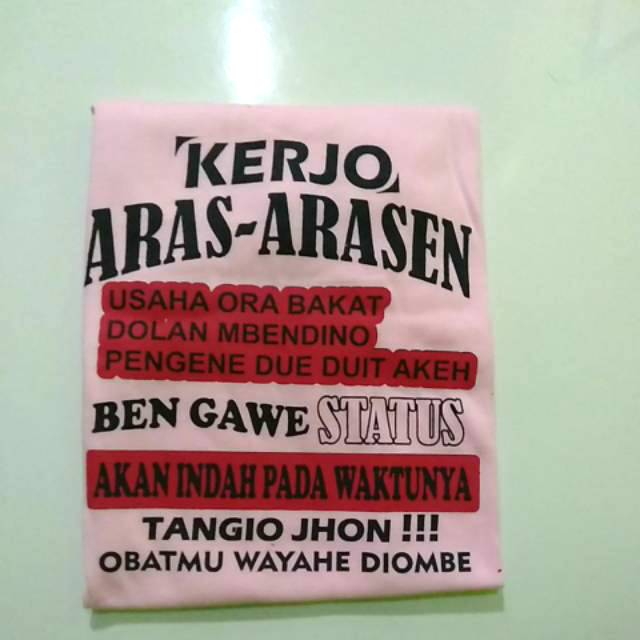 KERJO
ARAS-ARASEN
USAHA ORA BAKAT
DOLAN MBENDINO
PENGENE DUE DUIT AKEH
BEN GAWE STATUS
AKAN INDAH PADA WAKTUNYA
TANGIO JHON !!!
OBATMU WAYAHE DIOMBE